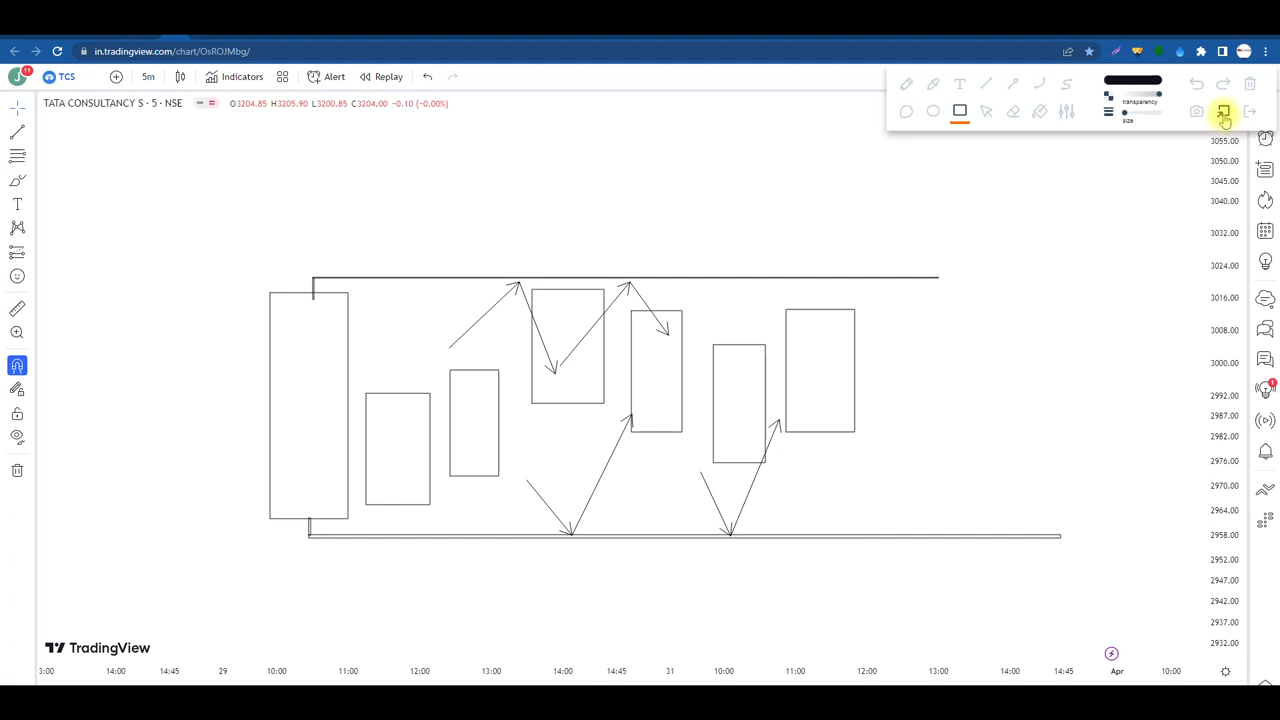 in.tradingview.com/chart/OsROJMbg/
J 11 TCS 5m Indicators Alert Replay
T
transparency
size
TATA CONSULTANCY S · 5 · NSE O3204.85 H3205.90 L3200.85 C3204.00 −0.10 (−0.00%)
T
3055.00
3050.00
3045.00
3040.00
3032.00
3024.00
3016.00
3008.00
3000.00
2992.00
1
2987.00
2982.00
2976.00
2970.00
2964.00
2958.00
2952.00
2947.00
2942.00
2937.00
2932.00
TradingView
3:00 14:00 14:45 29 10:00 11:00 12:00 13:00 14:00 14:45 31 10:00 11:00 12:00 13:00 14:00 14:45 Apr 10:00